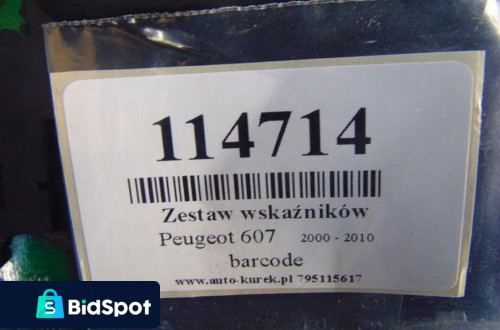 114714
Zestaw wskaźników
Peugeot 607 2000 - 2010
barcode
www.auto-kurek.pl 795115617
S BidSpot